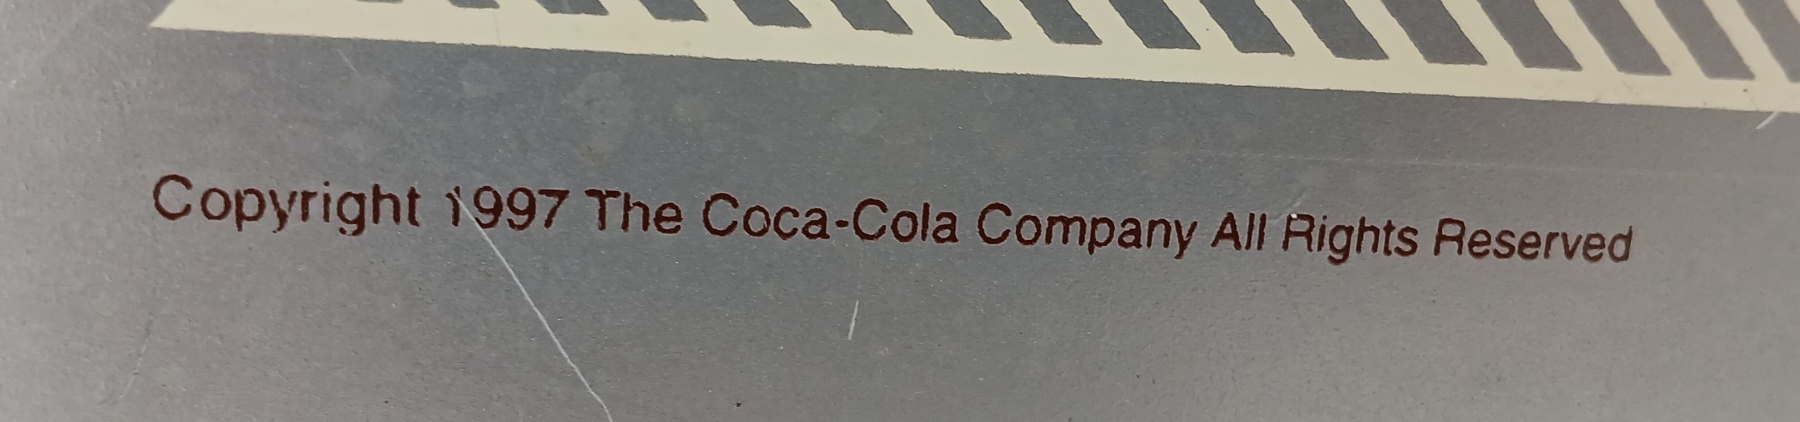 Copyright 1997 The Coca-Cola Company All Rights Reserved